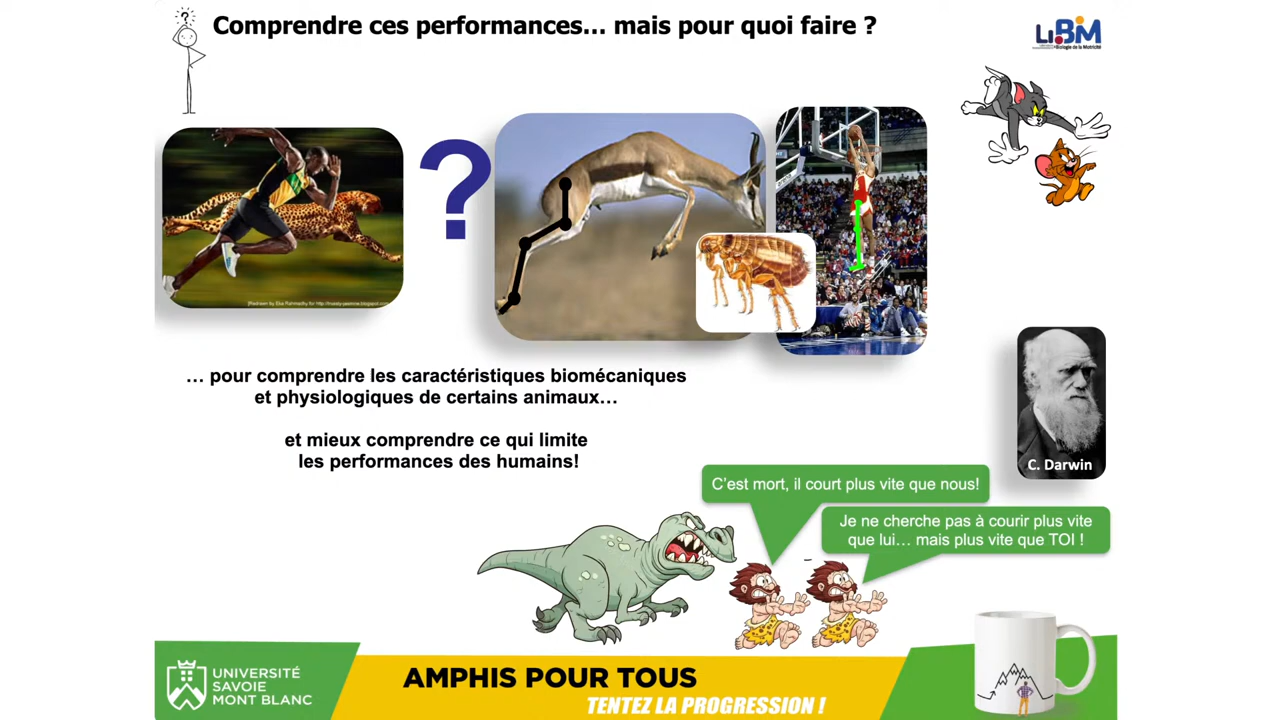 ?
Comprendre ces performances... mais pour quoi faire ?
LiBM
?
… pour comprendre les caractéristiques biomécaniques
et physiologiques de certains animaux…
et mieux comprendre ce qui limite
les performances des humains!
C. Darwin
C'est mort, il court plus vite que nous!
Je ne cherche pas à courir plus vite
que lui… mais plus vite que TOI !
UNIVERSITÉ
SAVOIE
MONT BLANC
AMPHIS POUR TOUS
TENTEZ LA PROGRESSION !